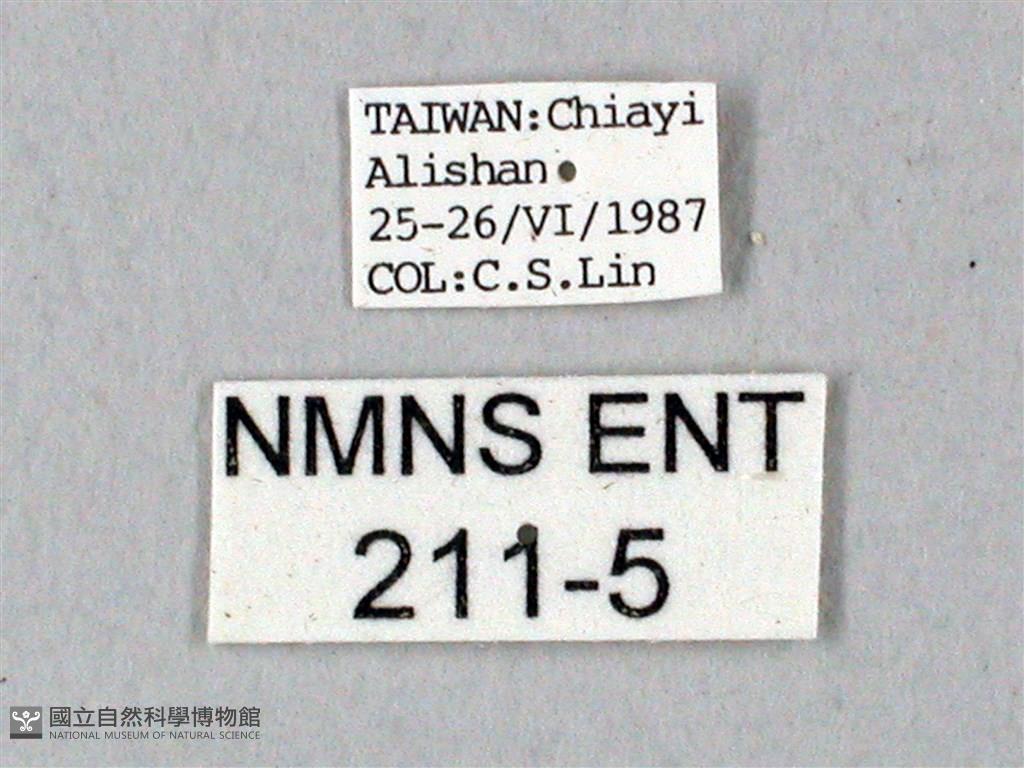 TAIWAN:Chiayi
Alishan
25-26/VI/1987
COL:C.S.Lin
NMNS ENT
211-5
國立自然科學博物館
NATIONAL MUSEUM OF NATURAL SCIENCE